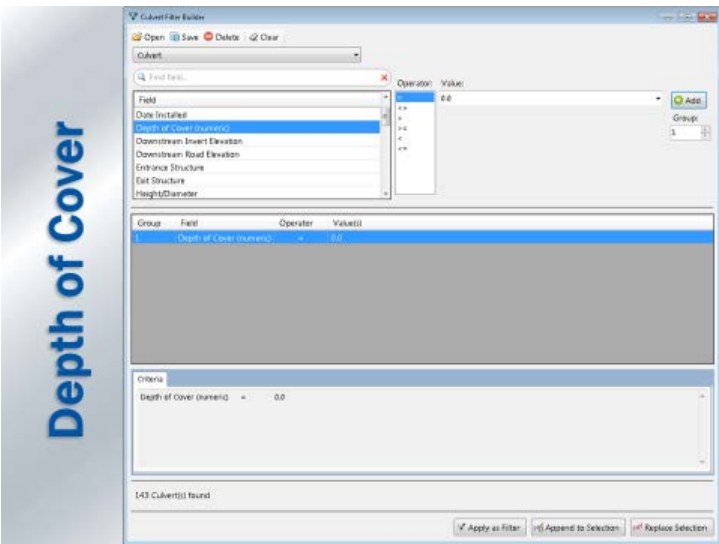 Depth of Cover
Culvert Filter Builder
Open Save Delete Clear
Culvert
Find field...
Operator: Value:
Field
= 0.0
Add
Date Installed
<>
Group:
Depth of Cover (numeric)
>
1
Downstream Invert Elevation
>=
Downstream Road Elevation
<
Entrance Structure
<=
Exit Structure
Height/Diameter
Group Field Operator Value(s)
1 Depth of Cover (numeric) = 0.0
Criteria
Depth of Cover (numeric) = 0.0
143 Culvert(s) found
Apply as Filter Append to Selection Replace Selection